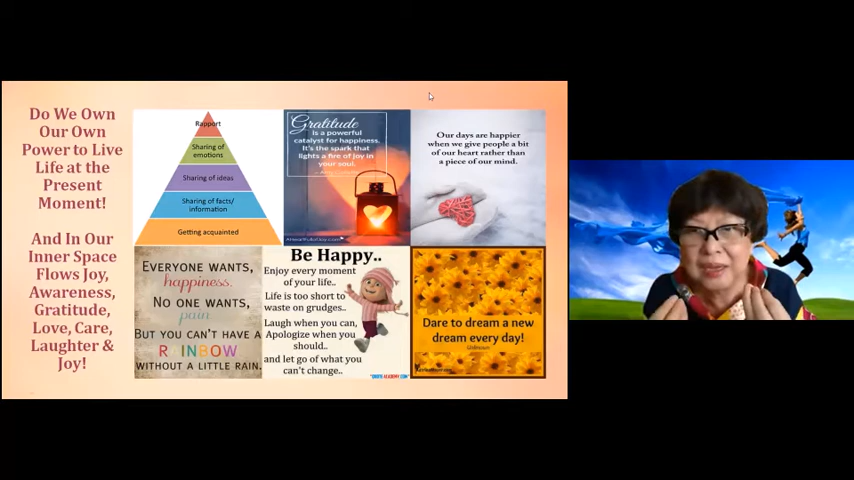 Do We Own
Our Own
Power to Live
Life at the
Present
Moment!
And In Our
Inner Space
Flows Joy,
Awareness,
Gratitude,
Love, Care,
Laughter &
Joy!
Rapport
Sharing of
emotions
Sharing of ideas
Sharing of facts/
information
Getting acquainted
Gratitude
is a powerful
catalyst for happiness.
It's the spark that
lights a fire of joy in
your soul.
Our days are happier
when we give people a bit
of our heart rather than
a piece of our mind.
EVERYONE WANTS,
happiness.
NO ONE WANTS,
pain.
BUT YOU CAN'T HAVE A
RAINBOW
WITHOUT A LITTLE RAIN.
Be Happy..
Enjoy every moment
of your life..
Life is too short to
waste on grudges..
Laugh when you can,
Apologize when you
should..
and let go of what you
can't change..
Dare to dream a new
dream every day!